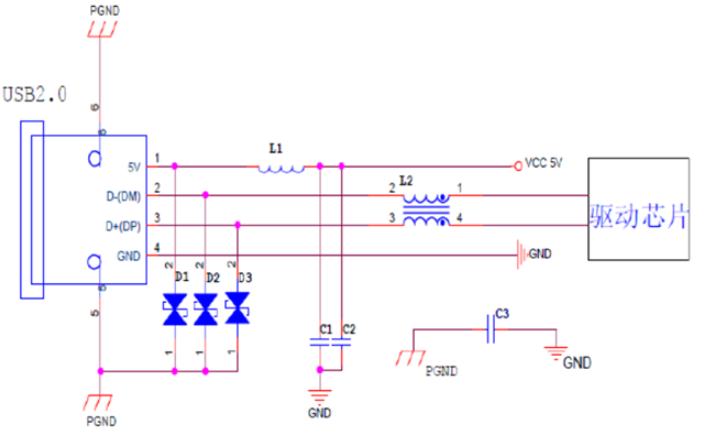 PGND
USB2.0
6
6
5V
1
L1
VCC 5V
D-(DM)
2
2
L2
1
D+(DP)
3
3
4
驱动芯片
GND
4
GND
2
D1
2
D2
2
D3
5
5
1
1
1
C1
C2
C3
PGND
GND
PGND
GND